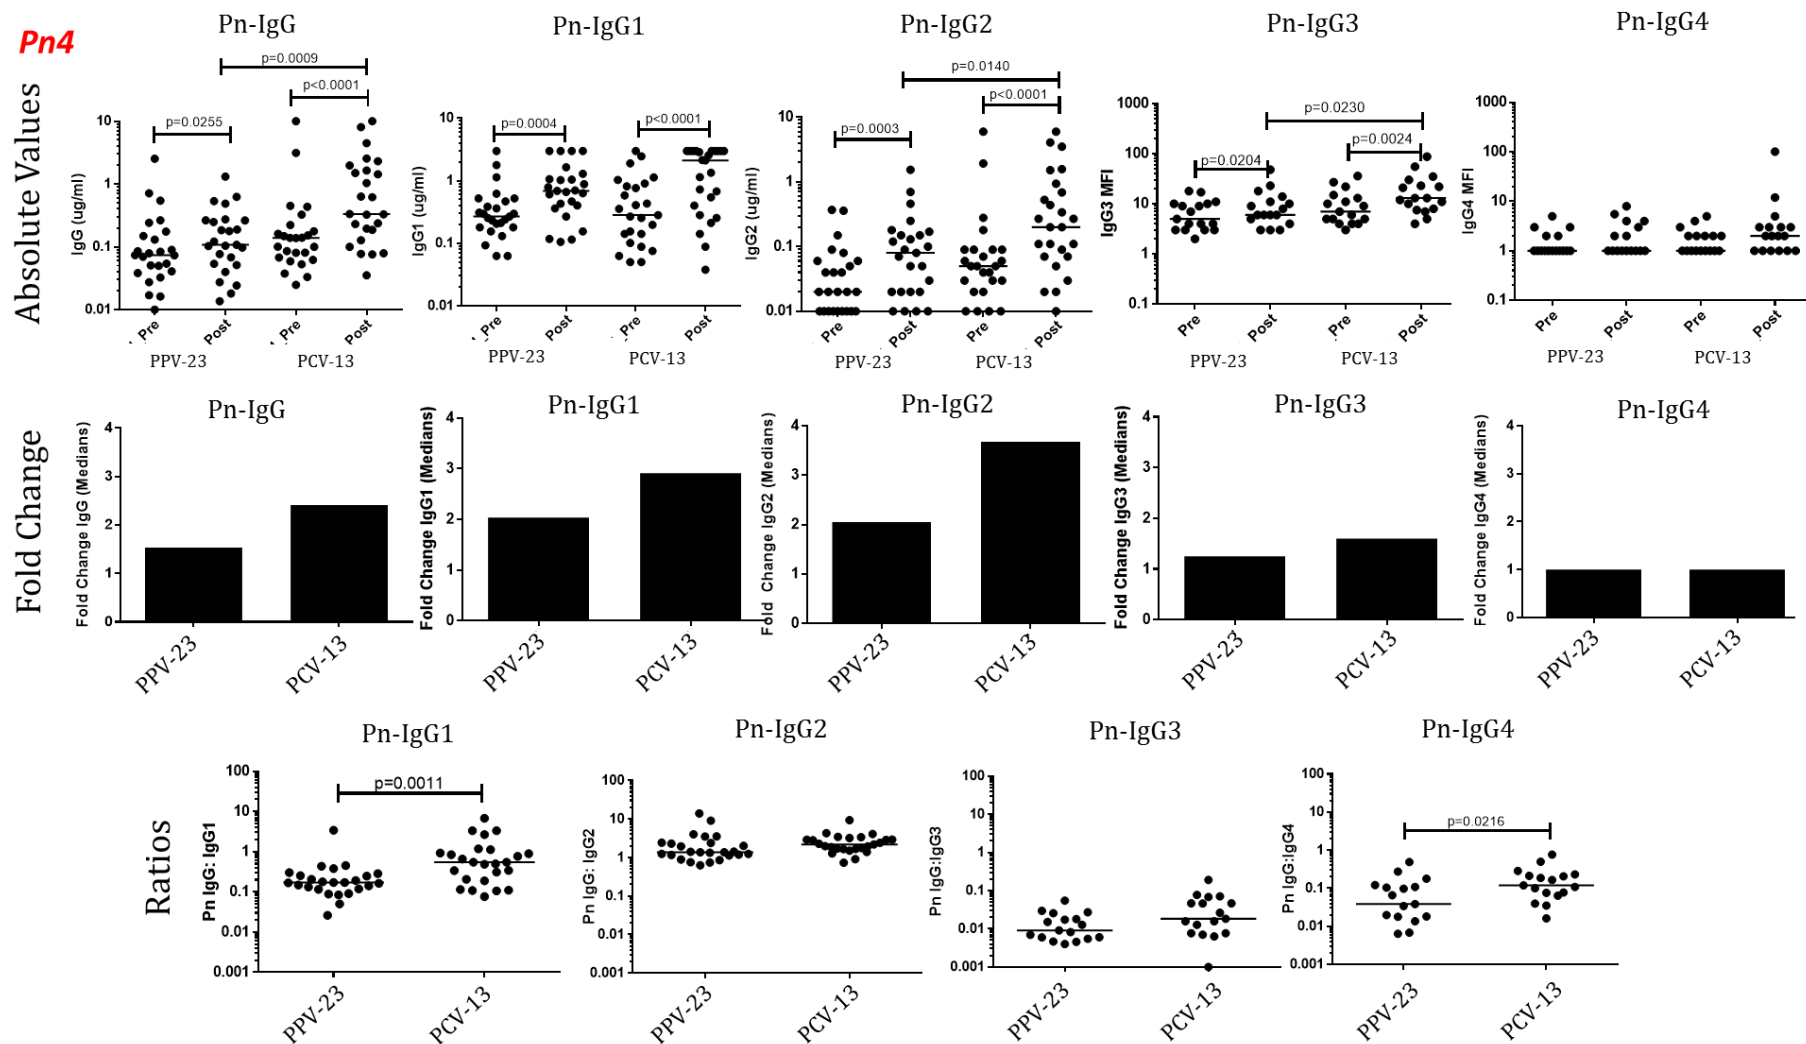 Pn4
Absolute Values
Pn-IgG
Pn-IgG1
Pn-IgG2
Pn-IgG3
Pn-IgG4
p=0.0009
p<0.0001
p=0.0255
IgG (ug/ml)
10
1
0.1
0.01
Pre
Post
Pre
Post
PPV-23
PCV-13
p=0.0004
p<0.0001
IgG1 (ug/ml)
10
1
0.1
0.01
Pre
Post
Pre
Post
PPV-23
PCV-13
p=0.0140
p<0.0001
p=0.0003
IgG2 (ug/ml)
10
1
0.1
0.01
Pre
Post
Pre
Post
PPV-23
PCV-13
p=0.0230
p=0.0024
p=0.0204
IgG3 MFI
1000
100
10
1
0.1
Pre
Post
Pre
Post
PPV-23
PCV-13
IgG4 MFI
1000
100
10
1
0.1
Pre
Post
Pre
Post
PPV-23
PCV-13
Fold Change
Pn-IgG
Fold Change IgG (Medians)
4
3
2
1
0
PPV-23
PCV-13
Pn-IgG1
Fold Change IgG1 (Medians)
4
3
2
1
0
PPV-23
PCV-13
Pn-IgG2
Fold Change IgG2 (Medians)
4
3
2
1
0
PPV-23
PCV-13
Pn-IgG3
Fold Change IgG3 (Medians)
4
3
2
1
0
PPV-23
PCV-13
Pn-IgG4
Fold Change IgG4 (Medians)
4
3
2
1
0
PPV-23
PCV-13
Ratios
Pn-IgG1
p=0.0011
Pn IgG: IgG1
100
10
1
0.1
0.01
0.001
PPV-23
PCV-13
Pn-IgG2
Pn IgG: IgG2
100
10
1
0.1
0.01
0.001
PPV-23
PCV-13
Pn-IgG3
Pn IgG:IgG3
100
10
1
0.1
0.01
0.001
PPV-23
PCV-13
Pn-IgG4
p=0.0216
Pn IgG:IgG4
100
10
1
0.1
0.01
0.001
PPV-23
PCV-13